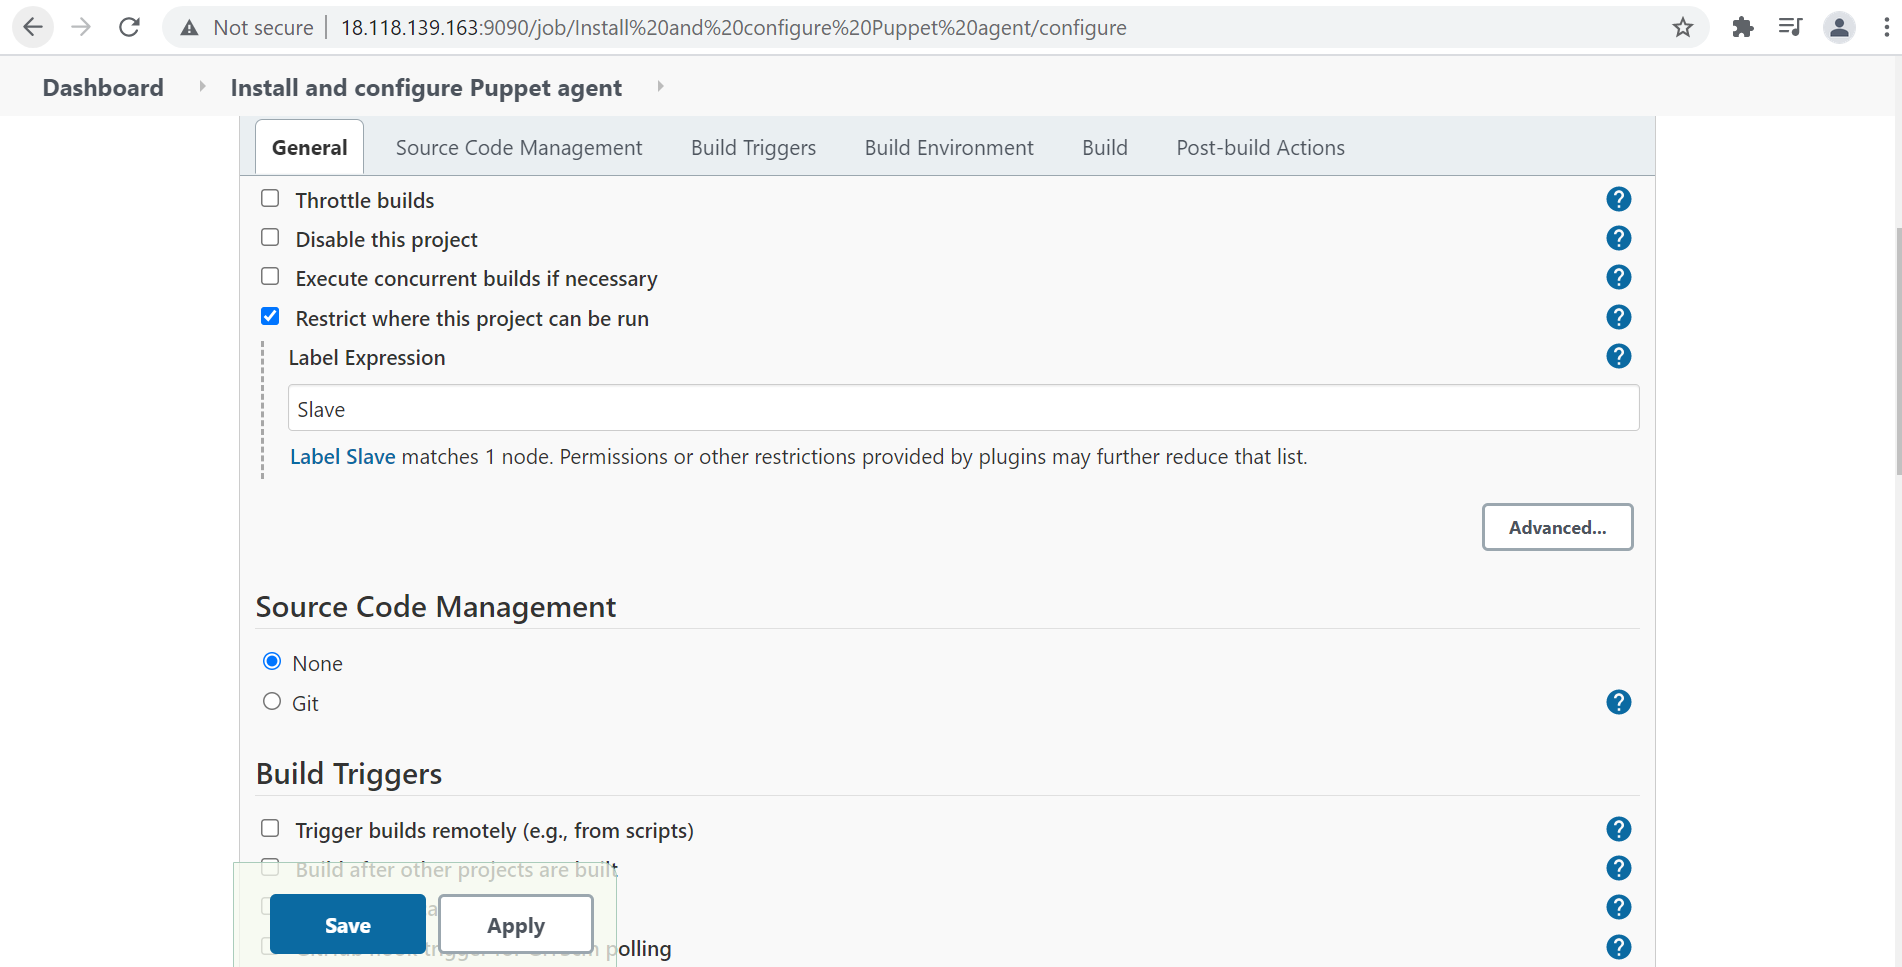 Not secure | 18.118.139.163:9090/job/Install%20and%20configure%20Puppet%20agent/configure
Dashboard Install and configure Puppet agent
General Source Code Management Build Triggers Build Environment Build Post-build Actions
Throttle builds
Disable this project
Execute concurrent builds if necessary
Restrict where this project can be run
Label Expression
Slave
Label Slave matches 1 node. Permissions or other restrictions provided by plugins may further reduce that list.
Advanced...
Source Code Management
None
Git
Build Triggers
Trigger builds remotely (e.g., from scripts)
Build after other projects are built
Save Apply
polling